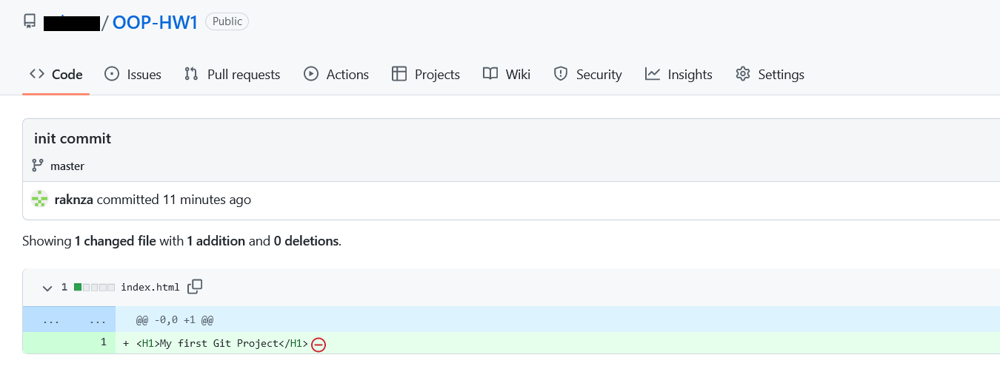 / OOP-HW1 Public
Code Issues Pull requests Actions Projects Wiki Security Insights Settings
init commit
master
raknza committed 11 minutes ago
Showing 1 changed file with 1 addition and 0 deletions.
1 index.html
... ... @@ -0,0 +1 @@
1 + <H1>My first Git Project</H1>